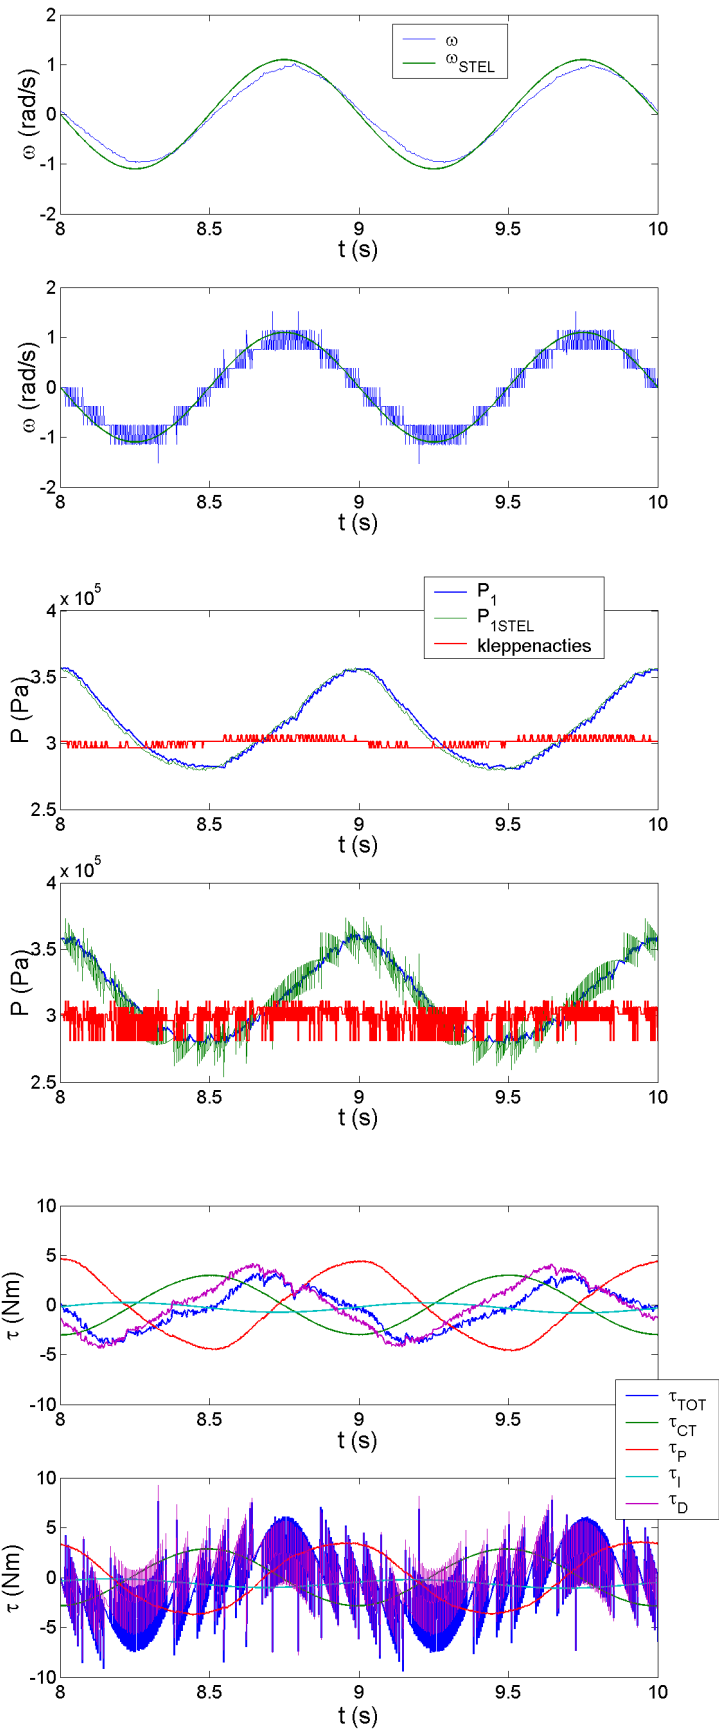 2
1
0
-1
-2
ω (rad/s)
ω
ω_STEL
8 8.5 9 9.5 10
t (s)
2
1
0
-1
-2
ω (rad/s)
8 8.5 9 9.5 10
t (s)
x 10^5
4
3.5
3
2.5
P (Pa)
P_1
P_1STEL
kleppenacties
8 8.5 9 9.5 10
t (s)
x 10^5
4
3.5
3
2.5
P (Pa)
8 8.5 9 9.5 10
t (s)
10
5
0
-5
-10
τ (Nm)
8 8.5 9 9.5 10
t (s)
τ_TOT
τ_CT
τ_P
τ_I
τ_D
10
5
0
-5
-10
τ (Nm)
8 8.5 9 9.5 10
t (s)